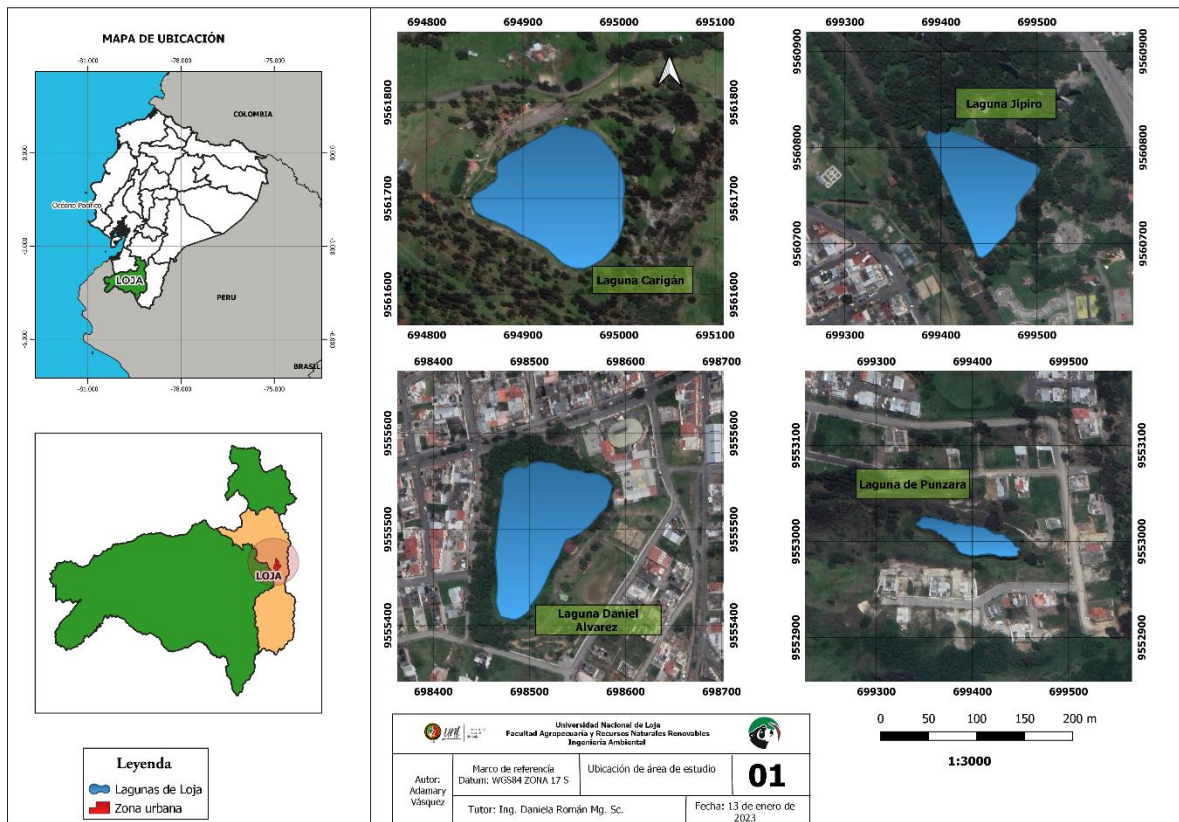 MAPA DE UBICACIÓN
-81.000
-78.000
-75.000
COLOMBIA
0.000
0.000
Océano Pacífico
-3.000
-3.000
LOJA
PERU
-6.000
-6.000
BRASIL
-81.000
-78.000
-75.000
LOJA
Leyenda
Lagunas de Loja
Zona urbana
694800
694900
695000
695100
9561800
9561700
9561600
9561800
9561700
9561600
Laguna Carigán
694800
694900
695000
695100
699300
699400
699500
9560900
9560800
9560700
9560900
9560800
9560700
Laguna Jipiro
699300
699400
699500
698400
698500
698600
698700
9555600
9555500
9555400
9555600
9555500
9555400
Laguna Daniel
Alvarez
698400
698500
698600
698700
699300
699400
699500
9553100
9553000
9552900
9553100
9553000
9552900
Laguna de Punzara
699300
699400
699500
0 50 100 150 200 m
1:3000
unl
Universidad Nacional de Loja
Facultad Agropecuaria y Recursos Naturales Renovables
Ingeniería Ambiental
Autor:
Adamary
Vásquez
Marco de referencia
Datum: WGS84 ZONA 17 S
Ubicación de área de estudio
01
Tutor: Ing. Daniela Román Mg. Sc.
Fecha: 13 de enero de
2023